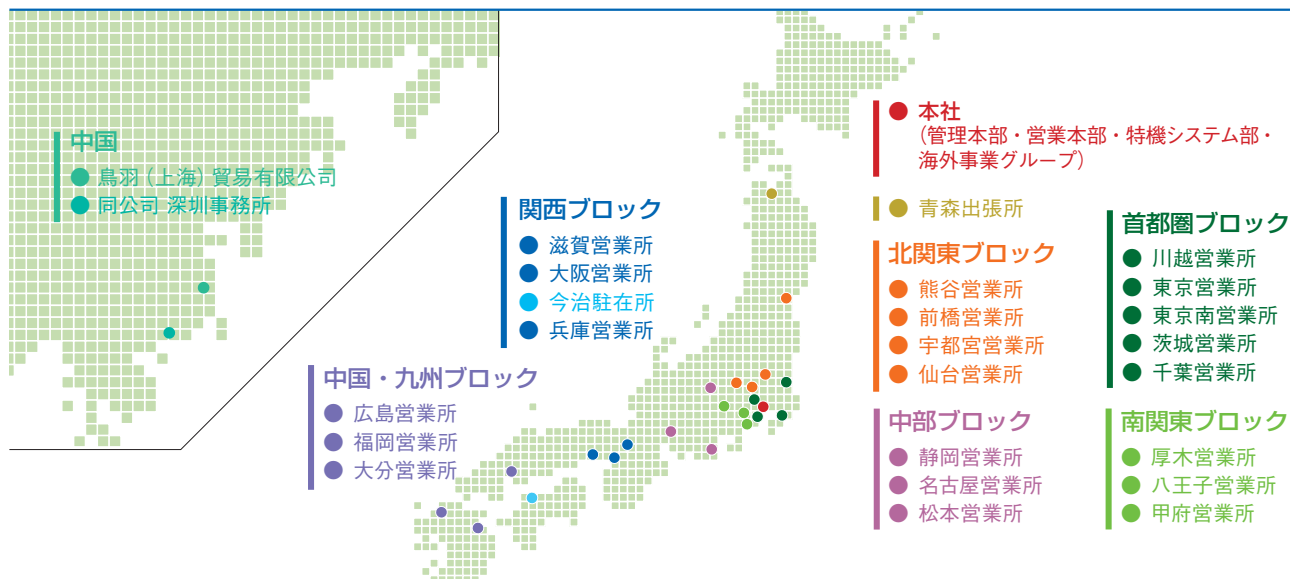 中国
鳥羽（上海）貿易有限公司
同公司 深圳事務所
関西ブロック
滋賀営業所
大阪営業所
今治駐在所
兵庫営業所
中国・九州ブロック
広島営業所
福岡営業所
大分営業所
本社
（管理本部・営業本部・特機システム部・
海外事業グループ）
青森出張所
北関東ブロック
熊谷営業所
前橋営業所
宇都宮営業所
仙台営業所
首都圏ブロック
川越営業所
東京営業所
東京南営業所
茨城営業所
千葉営業所
中部ブロック
静岡営業所
名古屋営業所
松本営業所
南関東ブロック
厚木営業所
八王子営業所
甲府営業所